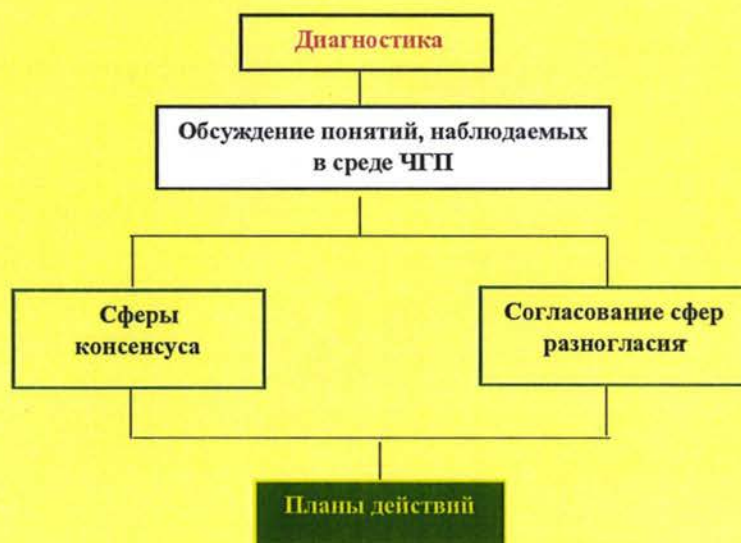 Диагностика
Обсуждение понятий, наблюдаемых
в среде ЧГП
Сферы
консенсуса
Согласование сфер
разногласия
Планы действий